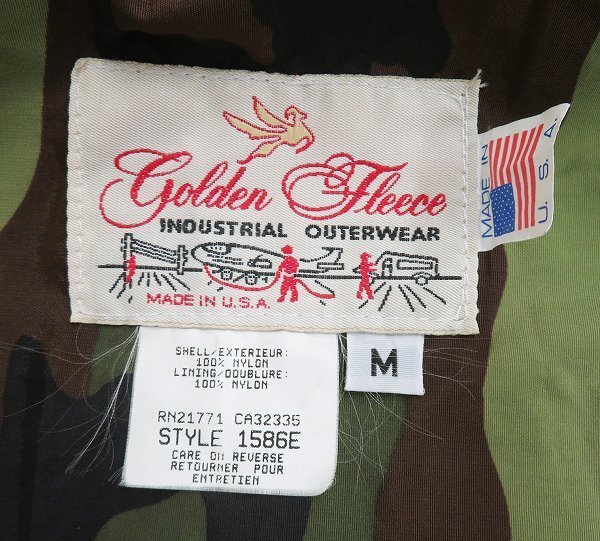 Golden Fleece
INDUSTRIAL OUTERWEAR
MADE IN U.S.A.
MADE IN
U.S.A.
M
SHELL/EXTERIEUR:
100% NYLON
LINING/DOUBLURE:
100% NYLON
RN21771 CA32335
STYLE 1586E
CARE ON REVERSE
RETOURNER POUR
ENTRETIEN